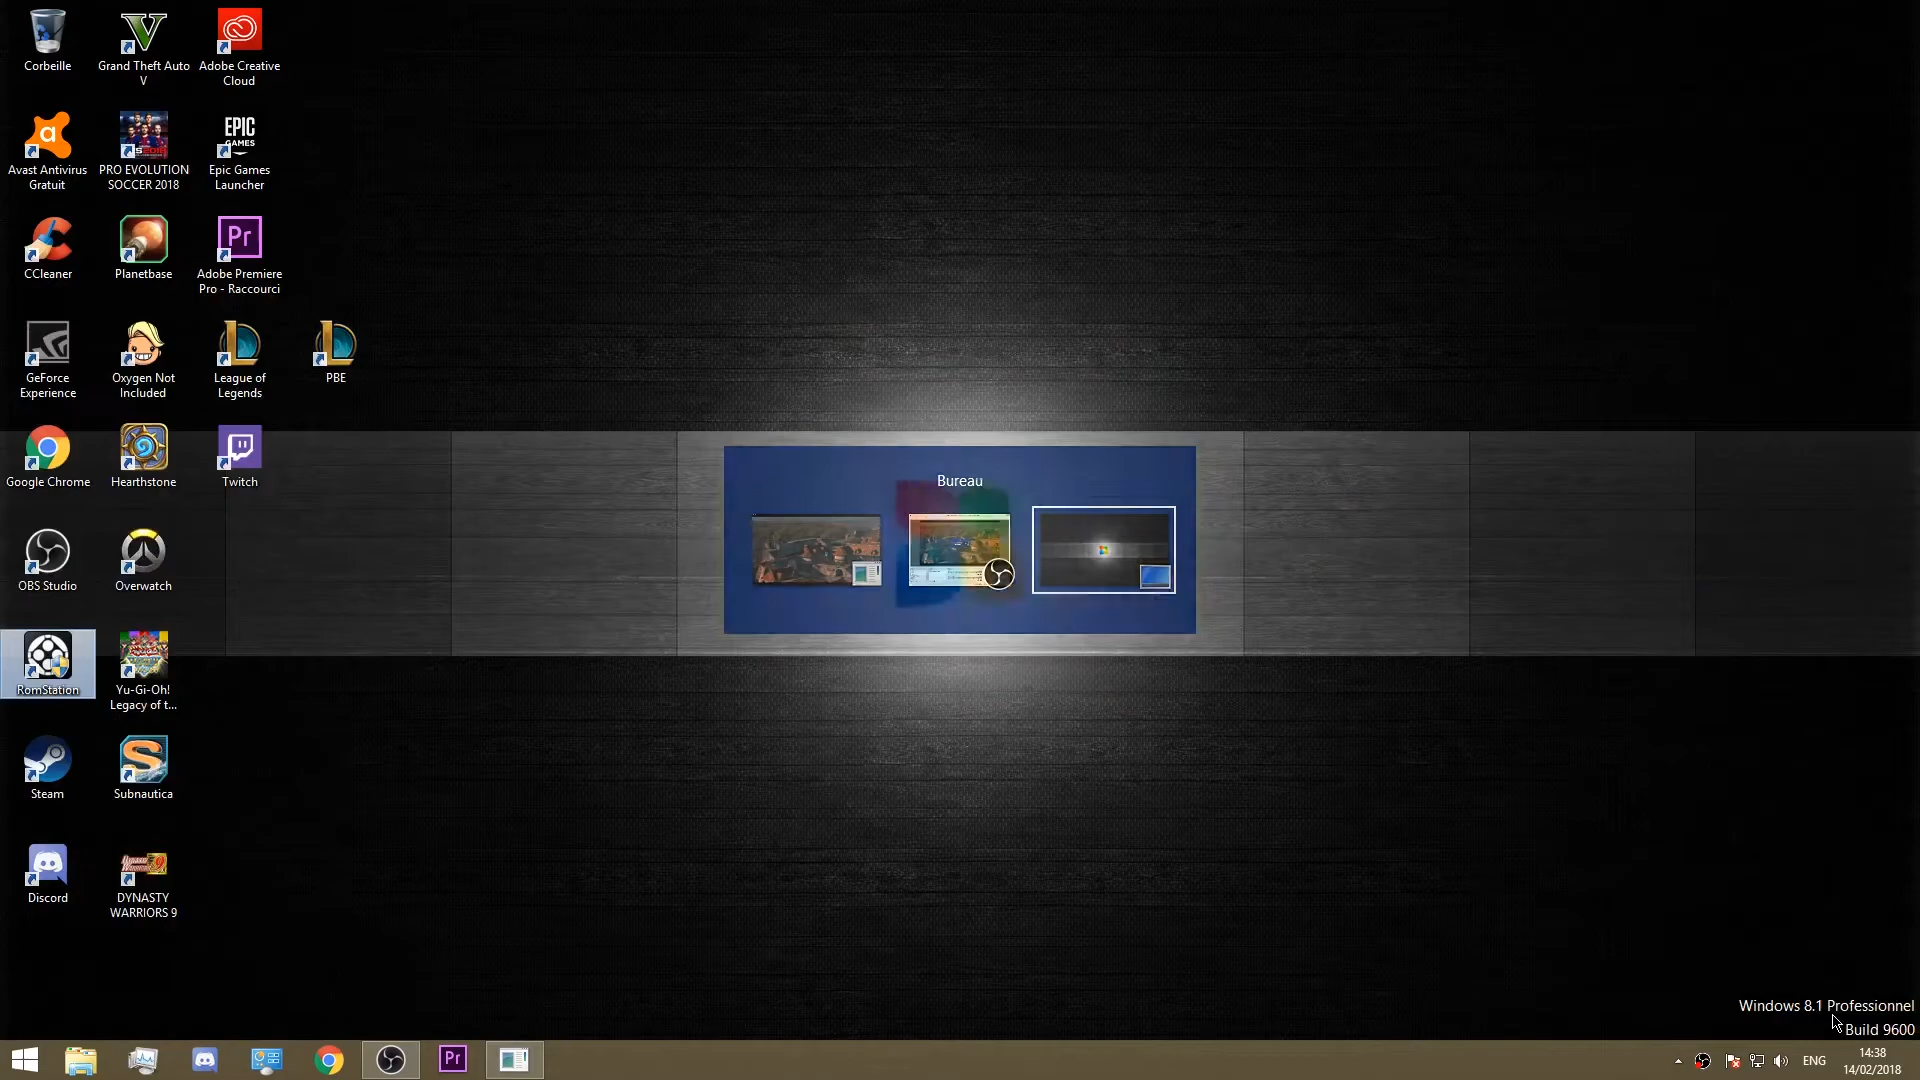 Corbeille
Grand Theft Auto
V
Adobe Creative
Cloud
Avast Antivirus
Gratuit
PRO EVOLUTION
SOCCER 2018
EPIC
GAMES
Epic Games
Launcher
CCleaner
Planetbase
Pr
Adobe Premiere
Pro - Raccourci
GeForce
Experience
Oxygen Not
Included
League of
Legends
PBE
Google Chrome
Hearthstone
Twitch
Bureau
OBS Studio
Overwatch
RomStation
Yu-Gi-Oh!
Legacy of t...
Steam
Subnautica
Discord
DYNASTY
WARRIORS 9
Windows 8.1 Professionnel
Build 9600
Pr
ENG
14:38
14/02/2018